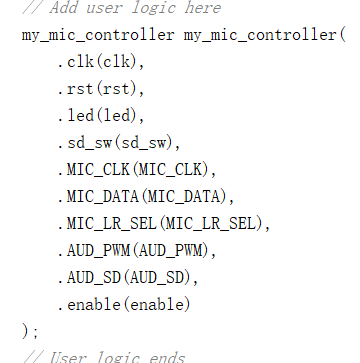 // Add user logic here
my_mic_controller my_mic_controller(
.clk(clk),
.rst(rst),
.led(led),
.sd_sw(sd_sw),
.MIC_CLK(MIC_CLK),
.MIC_DATA(MIC_DATA),
.MIC_LR_SEL(MIC_LR_SEL),
.AUD_PWM(AUD_PWM),
.AUD_SD(AUD_SD),
.enable(enable)
);
// User logic ends